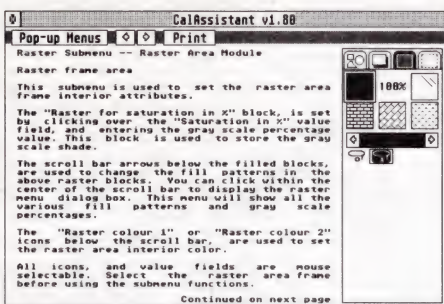 CalAssistant v1.80
Pop-up Menus Print
Raster Submenu -- Raster Area Module
Raster frame area
This submenu is used to set the raster area
frame interior attributes.
The "Raster for saturation in %" block, is set
by clicking over the "Saturation in %" value
field, and entering the gray scale percentage
value. This block is used to store the gray
scale shade.
The scroll bar arrows below the filled blocks,
are used to change the fill patterns in the
above raster blocks. You can click within the
center of the scroll bar to display the raster
menu dialog box. This menu will show all the
various fill patterns and gray scale
percentages.
The "Raster colour 1" or "Raster colour 2"
icons below the scroll bar, are used to set
the raster area interior color.
All icons, and value fields are mouse
selectable. Select the raster area frame
before using the submenu functions.
Continued on next page
100%